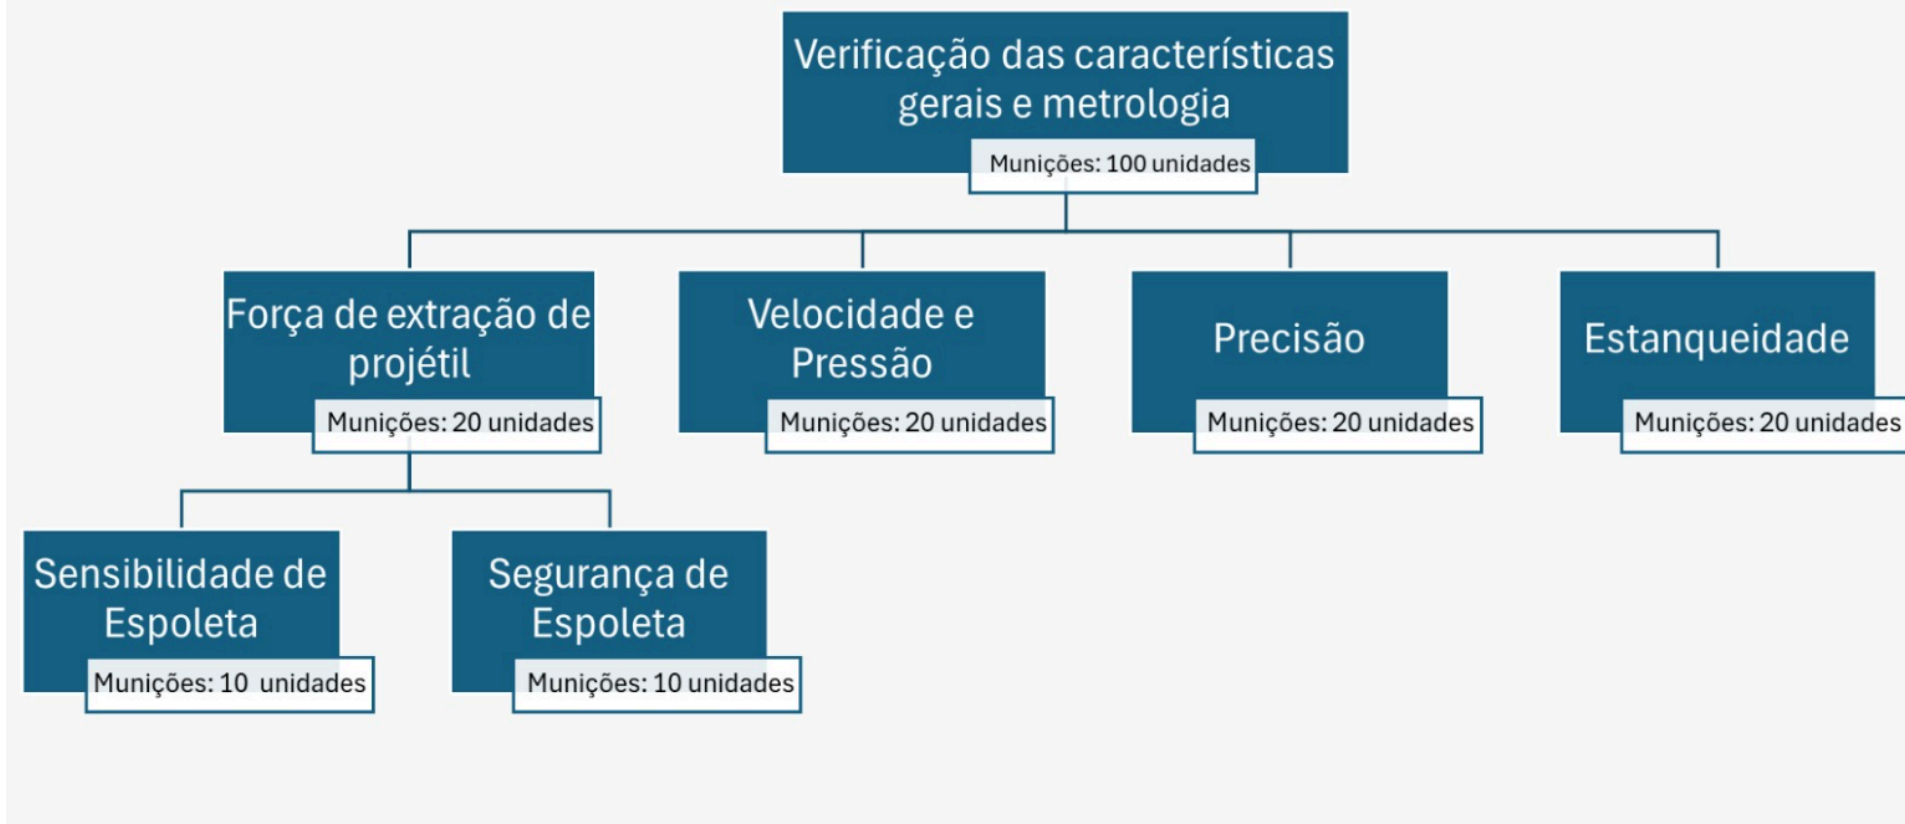 Verificação das características
gerais e metrologia
Munições: 100 unidades
Força de extração de
projétil
Munições: 20 unidades
Velocidade e
Pressão
Munições: 20 unidades
Precisão
Munições: 20 unidades
Estanqueidade
Munições: 20 unidades
Sensibilidade de
Espoleta
Munições: 10 unidades
Segurança de
Espoleta
Munições: 10 unidades